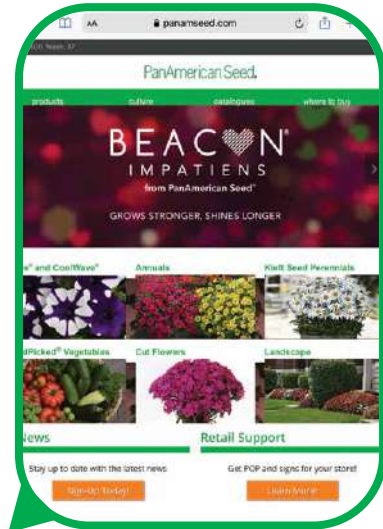 AA panamseed.com
PanAmerican Seed.
products culture catalogues where to buy
BEACON®
IMPATIENS
from PanAmerican Seed™
GROWS STRONGER, SHINES LONGER
and CoolWave® Annuals Kieft Seed Perennials
Vegetables Cut Flowers Landscape
News Retail Support
Stay up to date with the latest news Get POP and signs for your store!
Sign-Up Today! Learn More!